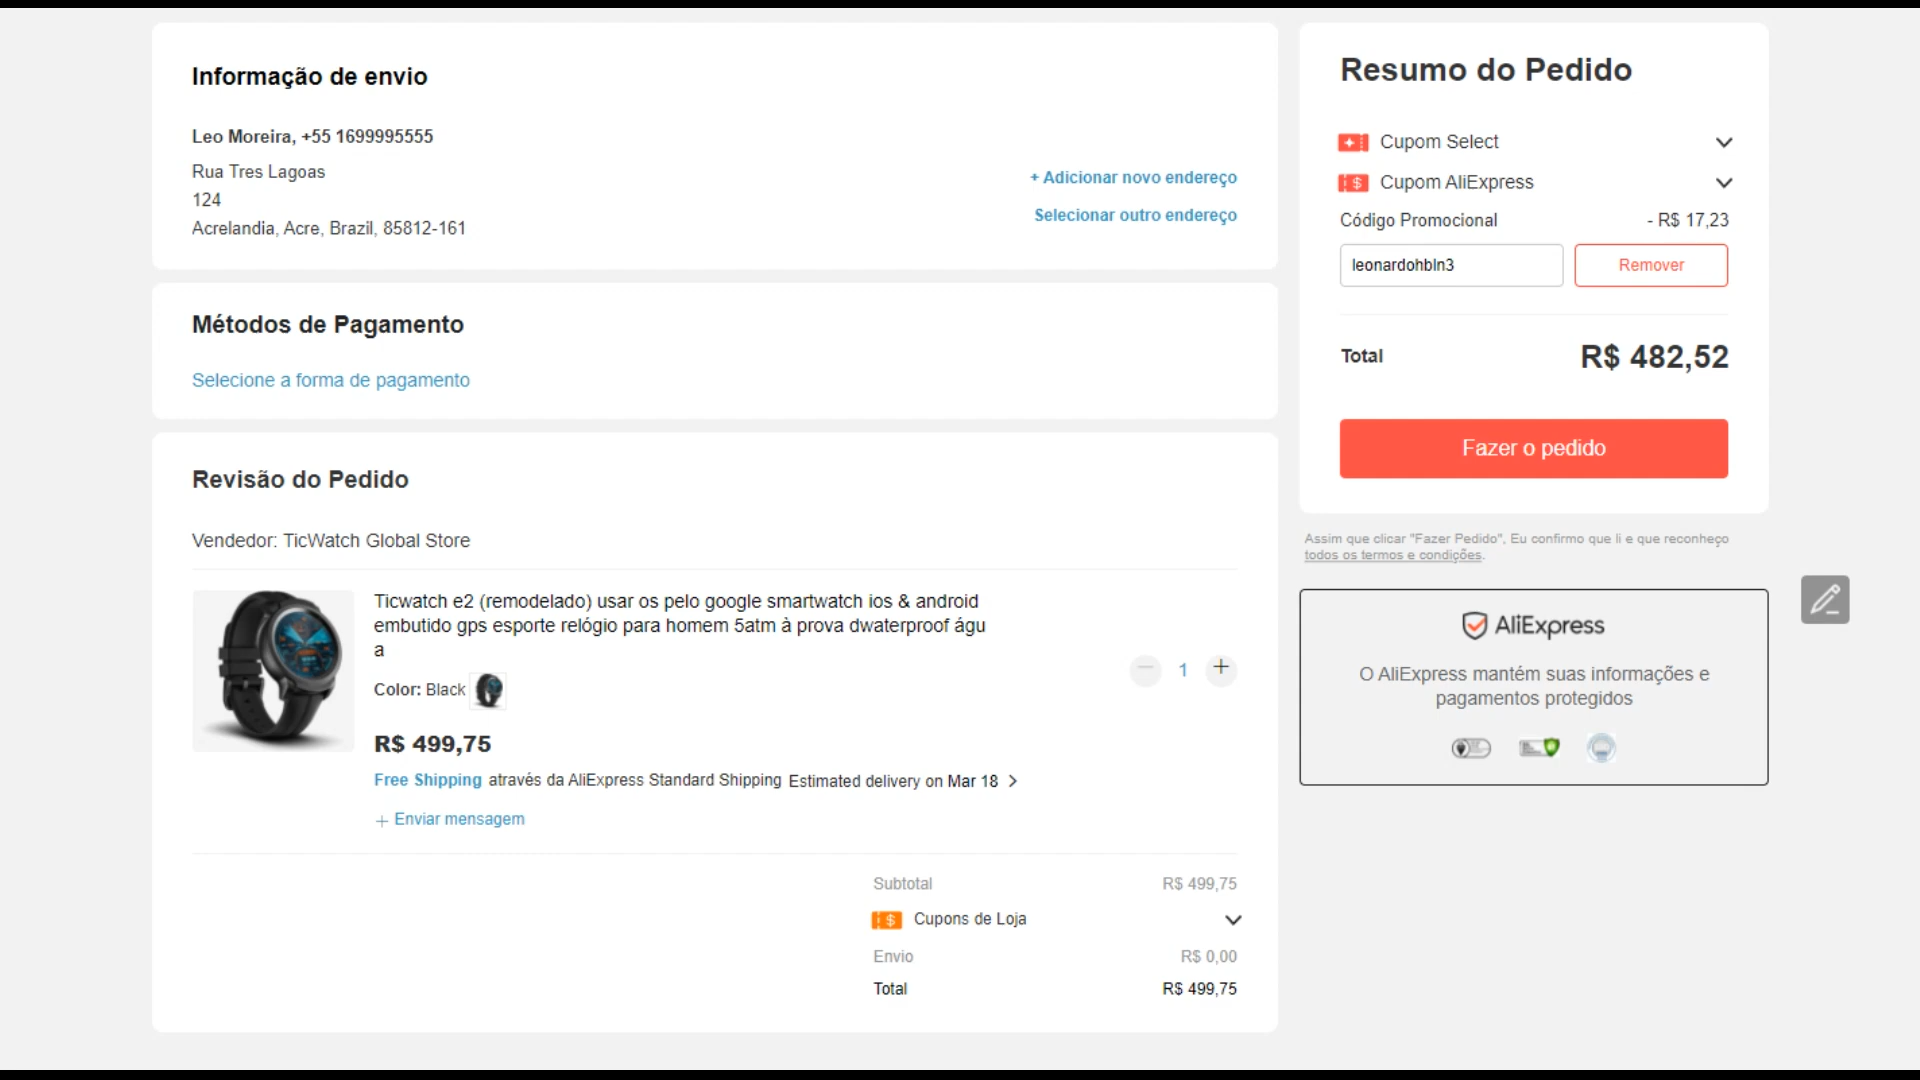 Informação de envio
Leo Moreira, +55 1699995555
Rua Tres Lagoas
124
Acrelandia, Acre, Brazil, 85812-161
+ Adicionar novo endereço
Selecionar outro endereço
Métodos de Pagamento
Selecione a forma de pagamento
Revisão do Pedido
Vendedor: TicWatch Global Store
Ticwatch e2 (remodelado) usar os pelo google smartwatch ios & android
embutido gps esporte relógio para homem 5atm à prova dwaterproof águ
a
Color: Black
1
R$ 499,75
Free Shipping através da AliExpress Standard Shipping Estimated delivery on Mar 18
+ Enviar mensagem
Subtotal R$ 499,75
Cupons de Loja
Envio R$ 0,00
Total R$ 499,75
Resumo do Pedido
Cupom Select
Cupom AliExpress
Código Promocional - R$ 17,23
leonardohbln3 Remover
Total R$ 482,52
Fazer o pedido
Assim que clicar "Fazer Pedido", Eu confirmo que li e que reconheço
todos os termos e condições.
AliExpress
O AliExpress mantém suas informações e
pagamentos protegidos